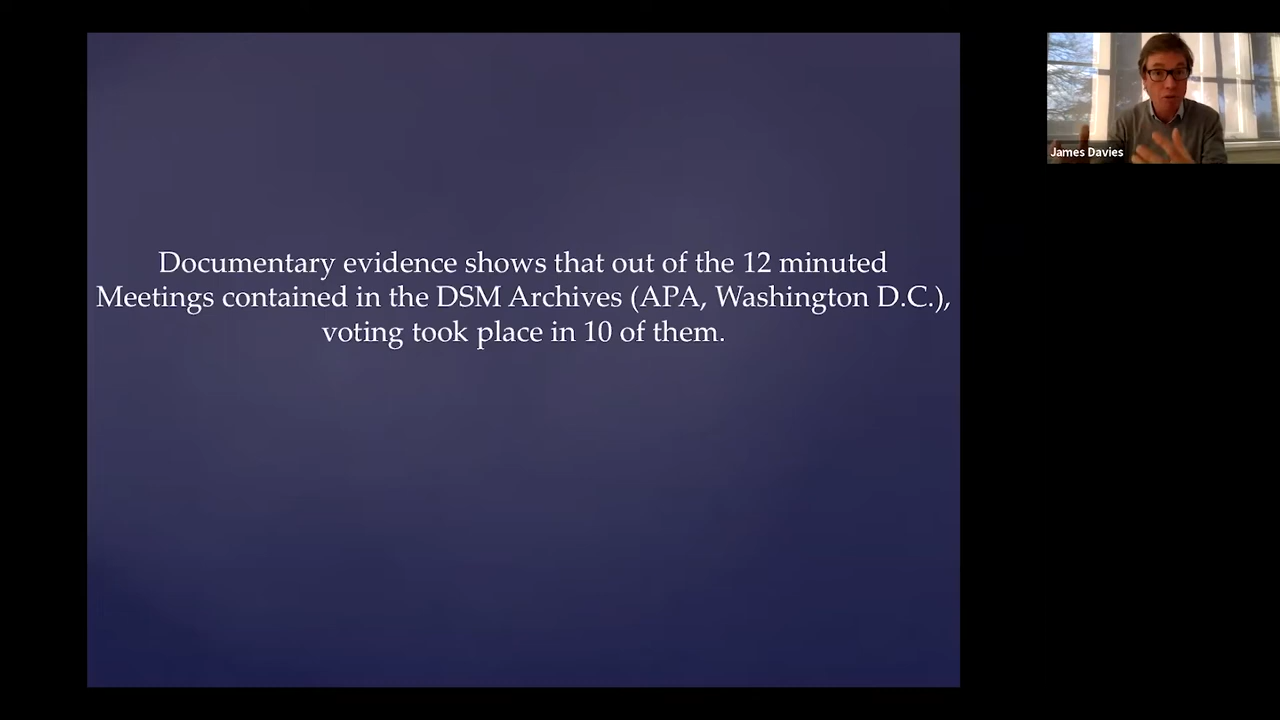 Documentary evidence shows that out of the 12 minuted
Meetings contained in the DSM Archives (APA, Washington D.C.),
voting took place in 10 of them.
James Davies